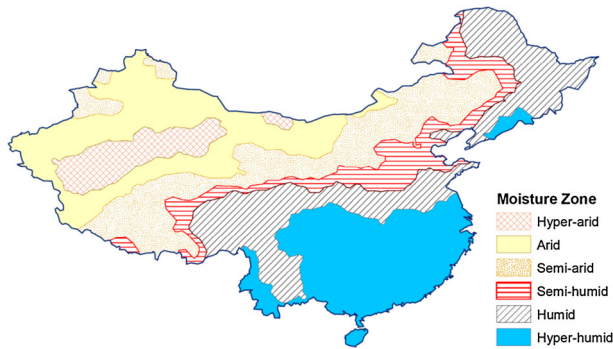 Moisture Zone
Hyper-arid
Arid
Semi-arid
Semi-humid
Humid
Hyper-humid